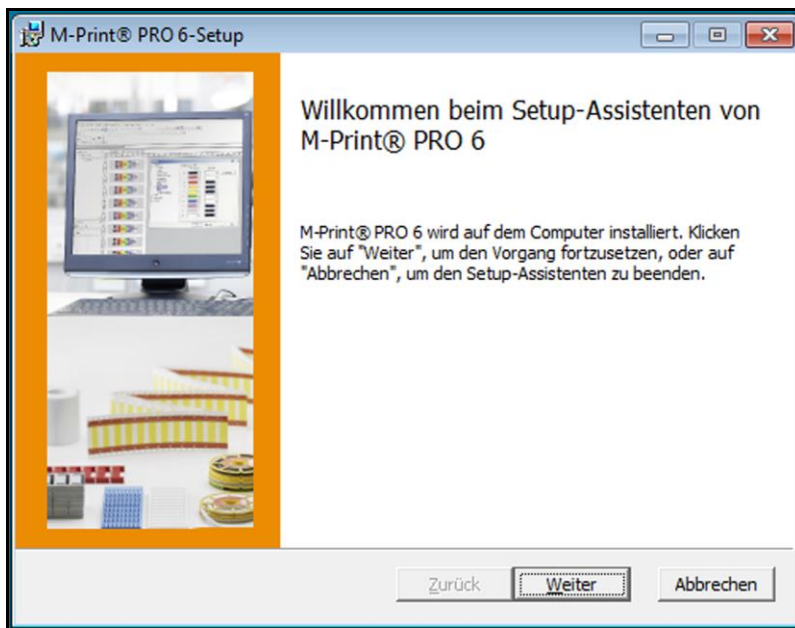 M-Print® PRO 6-Setup
Willkommen beim Setup-Assistenten von
M-Print® PRO 6
M-Print® PRO 6 wird auf dem Computer installiert. Klicken
Sie auf "Weiter", um den Vorgang fortzusetzen, oder auf
"Abbrechen", um den Setup-Assistenten zu beenden.
Zurück
Weiter
Abbrechen